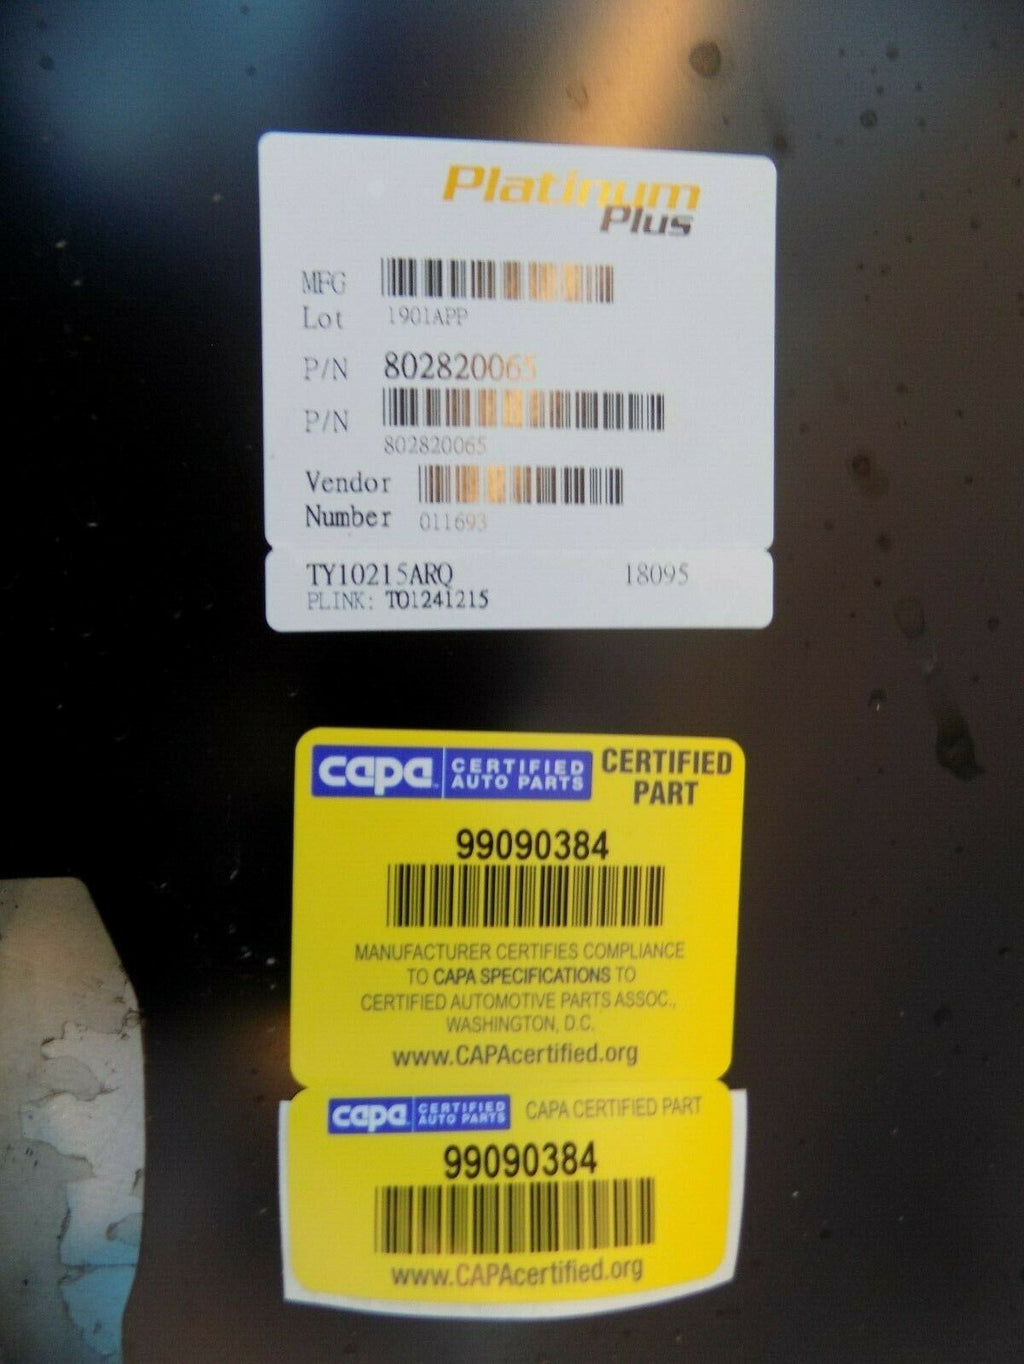 Platinum
Plus
MFG
Lot 1901APP
P/N 802820065
P/N
802820065
Vendor
Number 011693
TY10215ARQ 18095
PLINK: TO1241215
capa CERTIFIED AUTO PARTS CERTIFIED PART
99090384
MANUFACTURER CERTIFIES COMPLIANCE
TO CAPA SPECIFICATIONS TO
CERTIFIED AUTOMOTIVE PARTS ASSOC.,
WASHINGTON, D.C.
www.CAPAcertified.org
capa CERTIFIED AUTO PARTS CAPA CERTIFIED PART
99090384
www.CAPAcertified.org